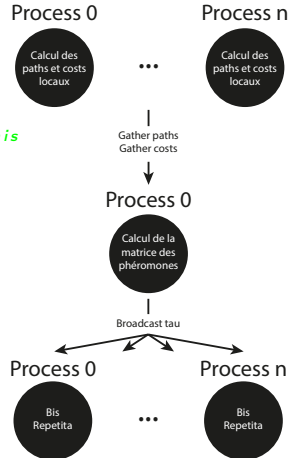 Process 0
Process n
Calcul des
paths et costs
locaux
...
Calcul des
paths et costs
locaux
is
Gather paths
Gather costs
Process 0
Calcul de la
matrice des
phéromones
Broadcast tau
Process 0
Process n
Bis
Repetita
...
Bis
Repetita